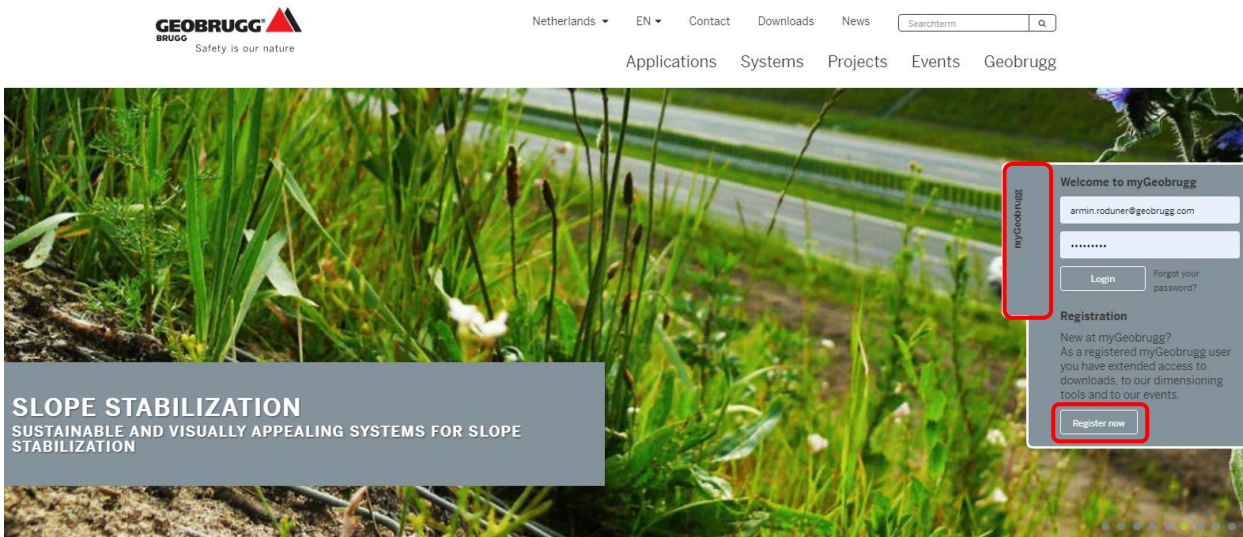 GEOBRUGG®
BRUGG
Safety is our nature
Netherlands
EN
Contact
Downloads
News
Searchterm
Applications
Systems
Projects
Events
Geobrugg
myGeobrugg
Welcome to myGeobrugg
armin.roduner@geobrugg.com
•••••••••
Login
Forgot your
password?
Registration
New at myGeobrugg?
As a registered myGeobrugg user
you have extended access to
downloads, to our dimensioning
tools and to our events.
Register now
SLOPE STABILIZATION
SUSTAINABLE AND VISUALLY APPEALING SYSTEMS FOR SLOPE
STABILIZATION